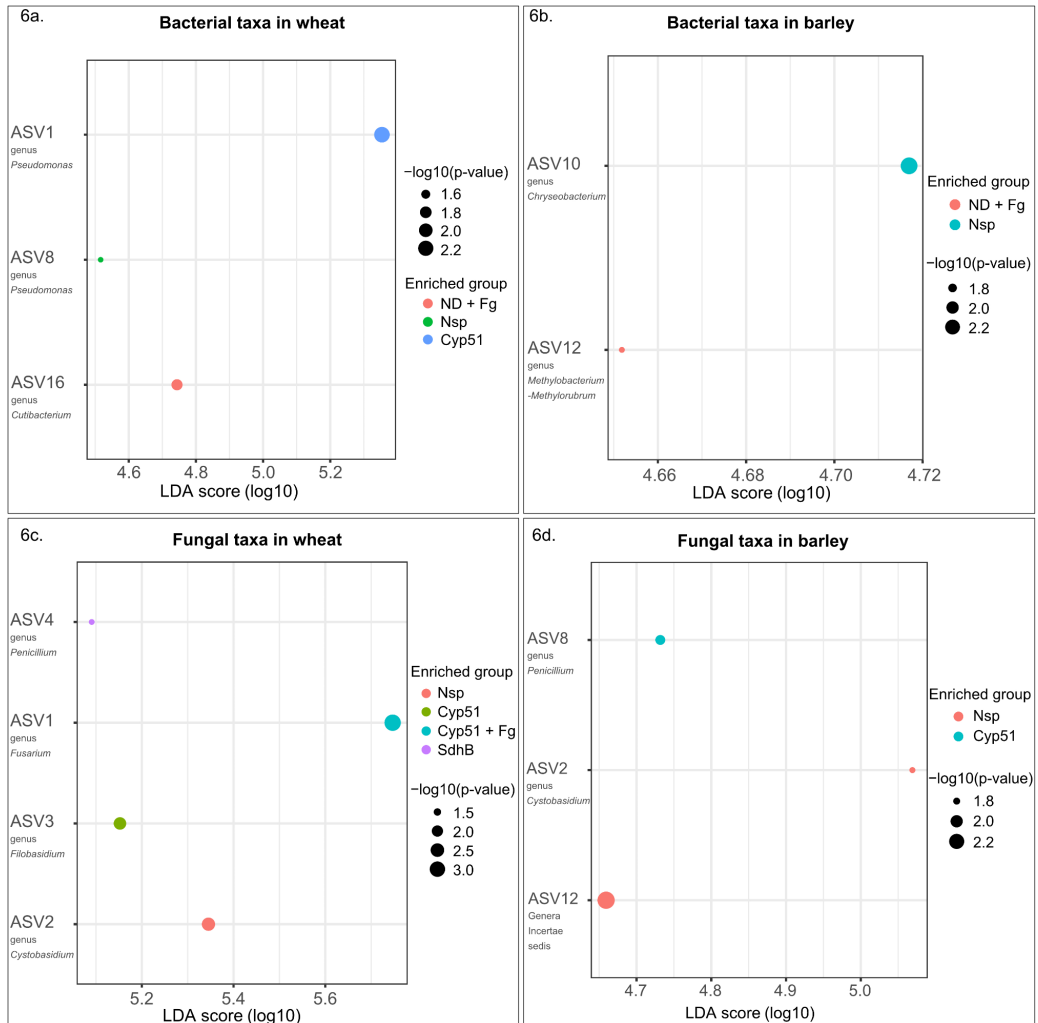 6a.
Bacterial taxa in wheat
ASV1
genus
Pseudomonas
ASV8
genus
Pseudomonas
ASV16
genus
Cutibacterium
4.6 4.8 5.0 5.2
LDA score (log10)
−log10(p-value)
1.6
1.8
2.0
2.2
Enriched group
ND + Fg
Nsp
Cyp51
6b.
Bacterial taxa in barley
ASV10
genus
Chryseobacterium
ASV12
genus
Methylobacterium
-Methylorubrum
4.66 4.68 4.70 4.72
LDA score (log10)
Enriched group
ND + Fg
Nsp
−log10(p-value)
1.8
2.0
2.2
6c.
Fungal taxa in wheat
ASV4
genus
Penicillium
ASV1
genus
Fusarium
ASV3
genus
Filobasidium
ASV2
genus
Cystobasidium
5.2 5.4 5.6
LDA score (log10)
Enriched group
Nsp
Cyp51
Cyp51 + Fg
SdhB
−log10(p-value)
1.5
2.0
2.5
3.0
6d.
Fungal taxa in barley
ASV8
genus
Penicillium
ASV2
genus
Cystobasidium
ASV12
Genera
Incertae
sedis
4.7 4.8 4.9 5.0
LDA score (log10)
Enriched group
Nsp
Cyp51
−log10(p-value)
1.8
2.0
2.2